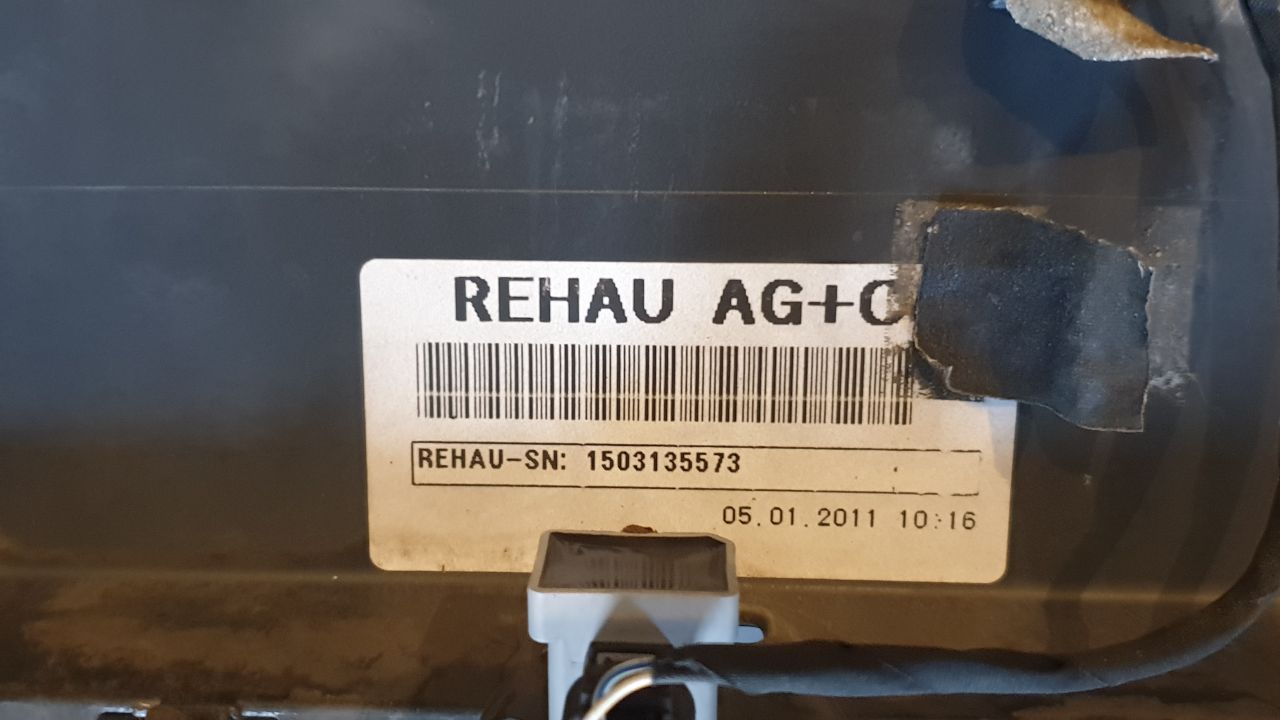 REHAU AG+C
REHAU-SN: 1503135573
05.01.2011 10:16